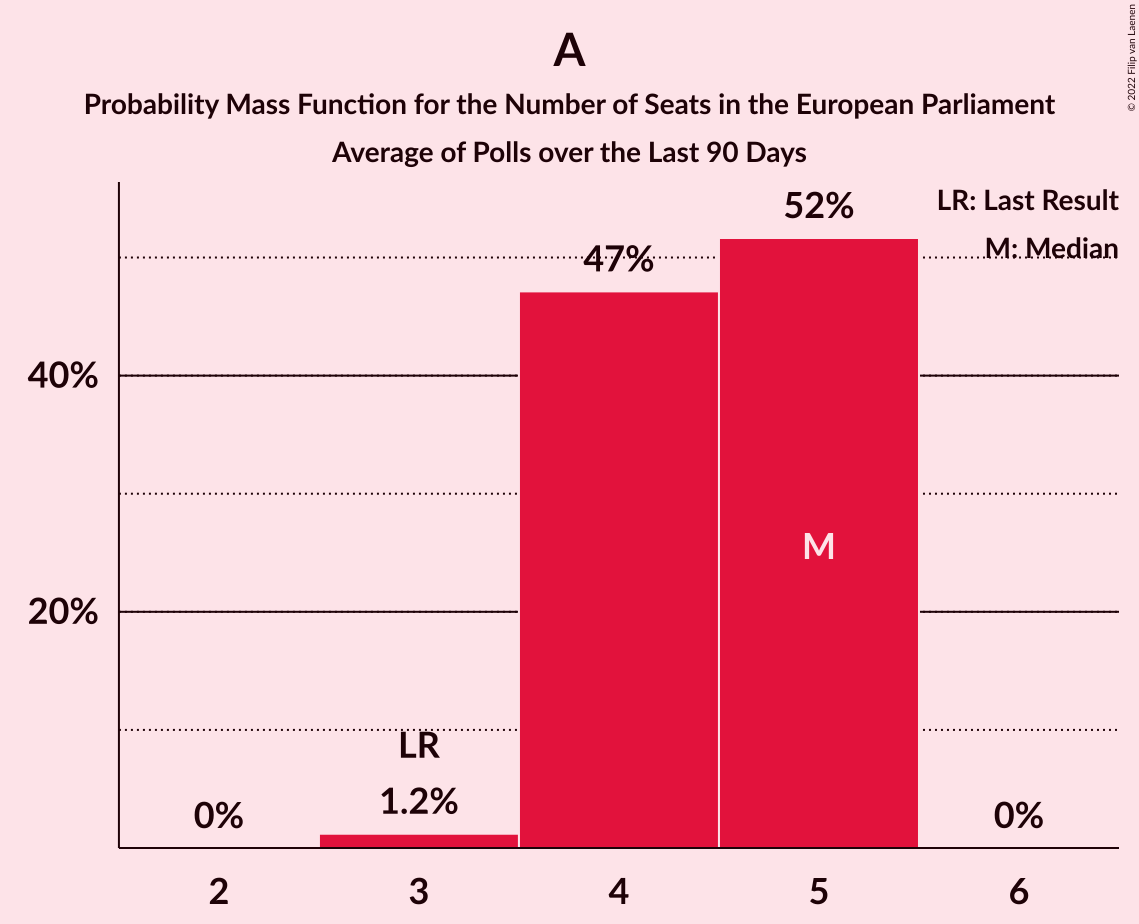 A
Probability Mass Function for the Number of Seats in the European Parliament
Average of Polls over the Last 90 Days
© 2022 Filip van Laenen
LR: Last Result
M: Median
52%
47%
40%
20%
M
LR
1.2%
0%
0%
2 3 4 5 6